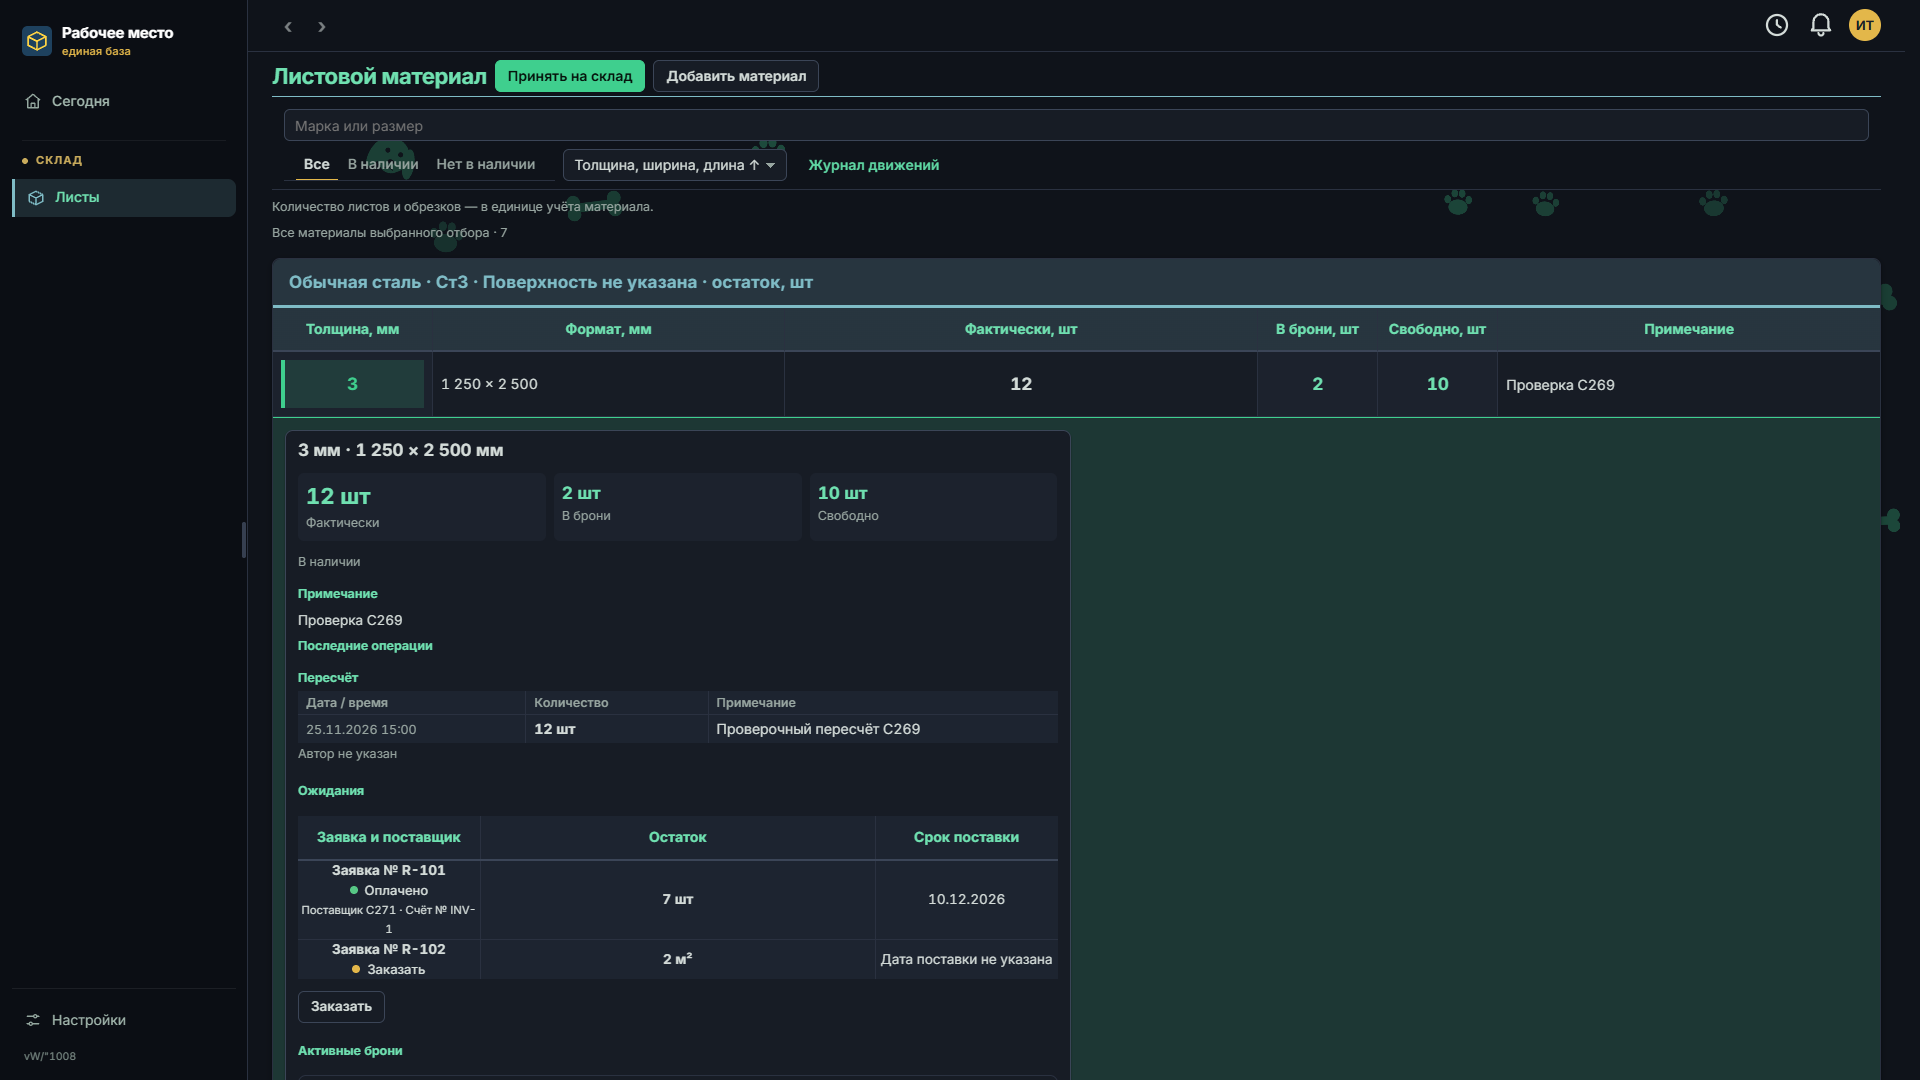 Рабочее место
единая база
Сегодня
СКЛАД
Листы
Настройки
vW/"1008
ИТ
Листовой материал
Принять на склад
Добавить материал
Марка или размер
Все
В наличии
Нет в наличии
Толщина, ширина, длина ↑
Журнал движений
Количество листов и обрезков — в единице учёта материала.
Все материалы выбранного отбора · 7
Обычная сталь · Ст3 · Поверхность не указана · остаток, шт
Толщина, мм
Формат, мм
Фактически, шт
В брони, шт
Свободно, шт
Примечание
3
1 250 × 2 500
12
2
10
Проверка С269
3 мм · 1 250 × 2 500 мм
12 шт
Фактически
2 шт
В брони
10 шт
Свободно
В наличии
Примечание
Проверка С269
Последние операции
Пересчёт
Дата / время
Количество
Примечание
25.11.2026 15:00
12 шт
Проверочный пересчёт С269
Автор не указан
Ожидания
Заявка и поставщик
Остаток
Срок поставки
Заявка № R-101
Оплачено
Поставщик С271 · Счёт № INV-
1
7 шт
10.12.2026
Заявка № R-102
Заказать
2 м²
Дата поставки не указана
Заказать
Активные брони